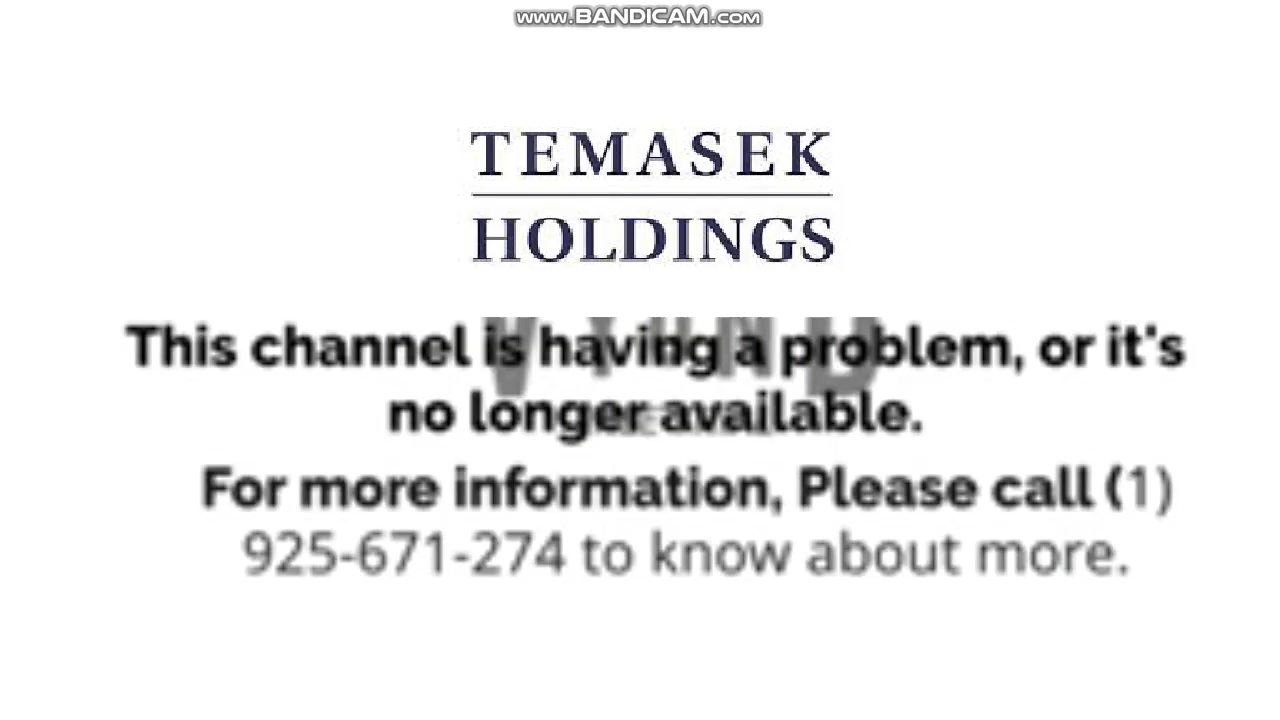 www.BANDICAM.com
TEMASEK
HOLDINGS
This channel is having a problem, or it's
no longer available.
For more information, Please call (1)
925-671-274 to know about more.